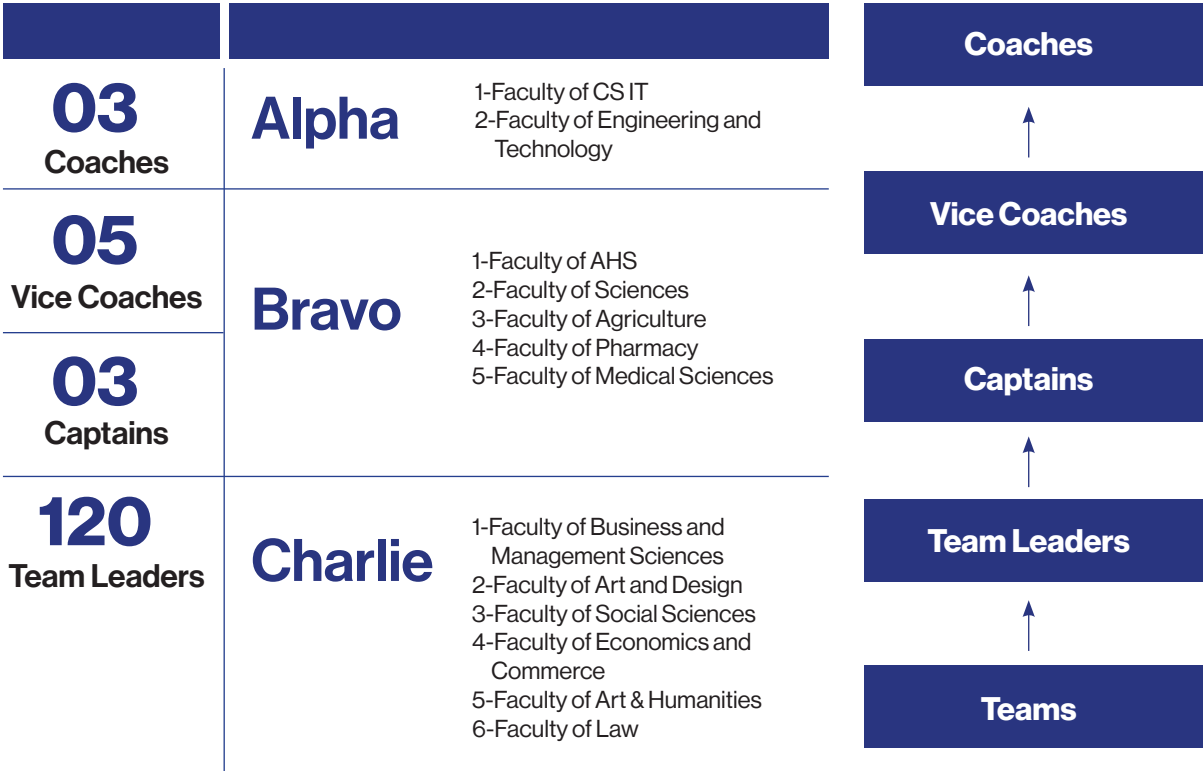 03
Coaches
05
Vice Coaches
03
Captains
120
Team Leaders
Alpha
1-Faculty of CS IT
2-Faculty of Engineering and
Technology
Bravo
1-Faculty of AHS
2-Faculty of Sciences
3-Faculty of Agriculture
4-Faculty of Pharmacy
5-Faculty of Medical Sciences
Charlie
1-Faculty of Business and
Management Sciences
2-Faculty of Art and Design
3-Faculty of Social Sciences
4-Faculty of Economics and
Commerce
5-Faculty of Art & Humanities
6-Faculty of Law
Coaches
Vice Coaches
Captains
Team Leaders
Teams